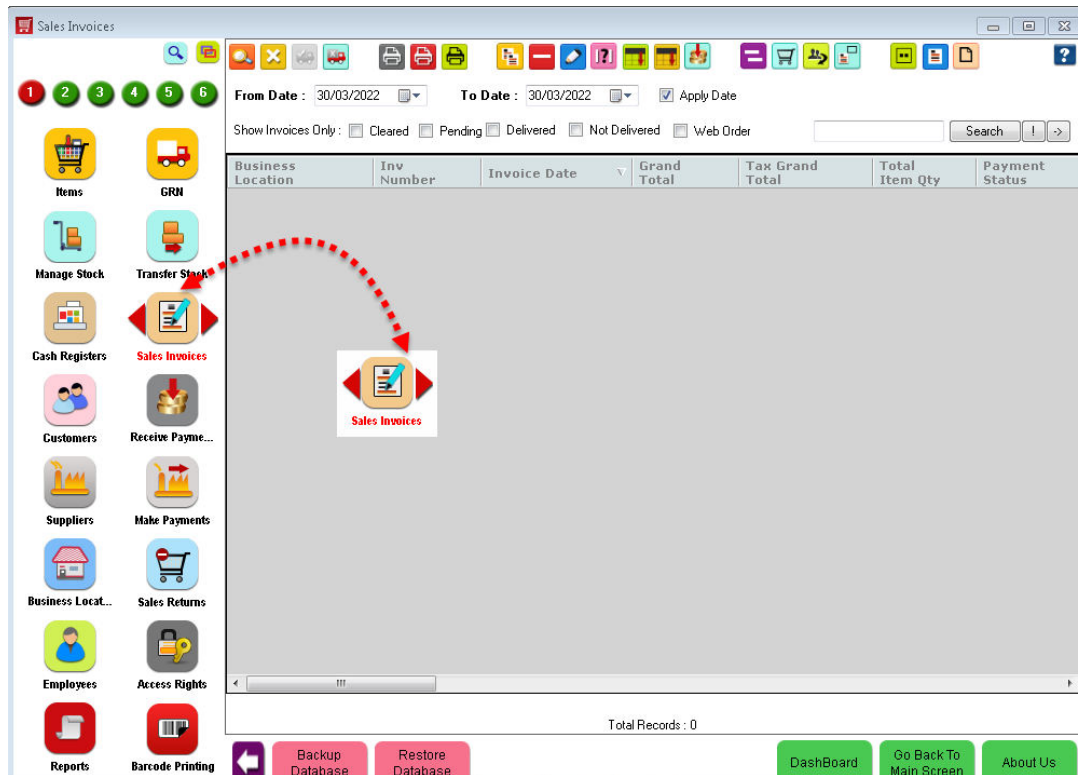 Sales Invoices
1 2 3 4 5 6
From Date : 30/03/2022 To Date : 30/03/2022 Apply Date
Show Invoices Only : Cleared Pending Delivered Not Delivered Web Order Search ! ->
Business Location Inv Number Invoice Date Grand Total Tax Grand Total Total Item Qty Payment Status
Items GRN
Manage Stock Transfer Stock
Cash Registers Sales Invoices
Sales Invoices
Customers Receive Payme...
Suppliers Make Payments
Business Locat... Sales Returns
Employees Access Rights
Total Records : 0
Reports Barcode Printing
Backup Database Restore Database DashBoard Go Back To Main Screen About Us